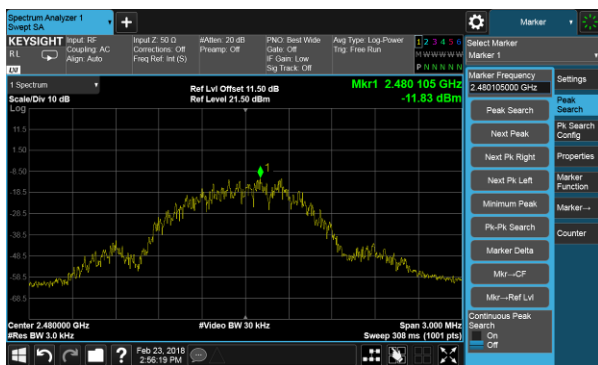 Spectrum Analyzer 1
Swept SA
Marker
KEYSIGHT
Input: RF
Coupling: AC
Align: Auto
Input Z: 50 Ω
Corrections: Off
Freq Ref: Int (S)
#Atten: 20 dB
Preamp: Off
PNO: Best Wide
Gate: Off
IF Gain: Low
Sig Track: Off
Avg Type: Log-Power
Trig: Free Run
1 2 3 4 5 6
M W W W W W
P N N N N N
RL
LXI
Select Marker
Marker 1
1 Spectrum
Scale/Div 10 dB
Log
Ref Lvl Offset 11.50 dB
Ref Level 21.50 dBm
Mkr1 2.480 105 GHz
-11.83 dBm
11.5
1.50
-8.50
-18.5
-28.5
-38.5
-48.5
-58.5
-68.5
1
Center 2.480000 GHz
#Res BW 3.0 kHz
#Video BW 30 kHz
Span 3.000 MHz
Sweep 308 ms (1001 pts)
Marker Frequency
2.480105000 GHz
Peak Search
Next Peak
Next Pk Right
Next Pk Left
Minimum Peak
Pk-Pk Search
Marker Delta
Mkr→CF
Mkr→Ref Lvl
Continuous Peak
Search
On
Off
Settings
Peak
Search
Pk Search
Config
Properties
Marker
Function
Marker→
Counter
?
Feb 23, 2018
2:56:19 PM